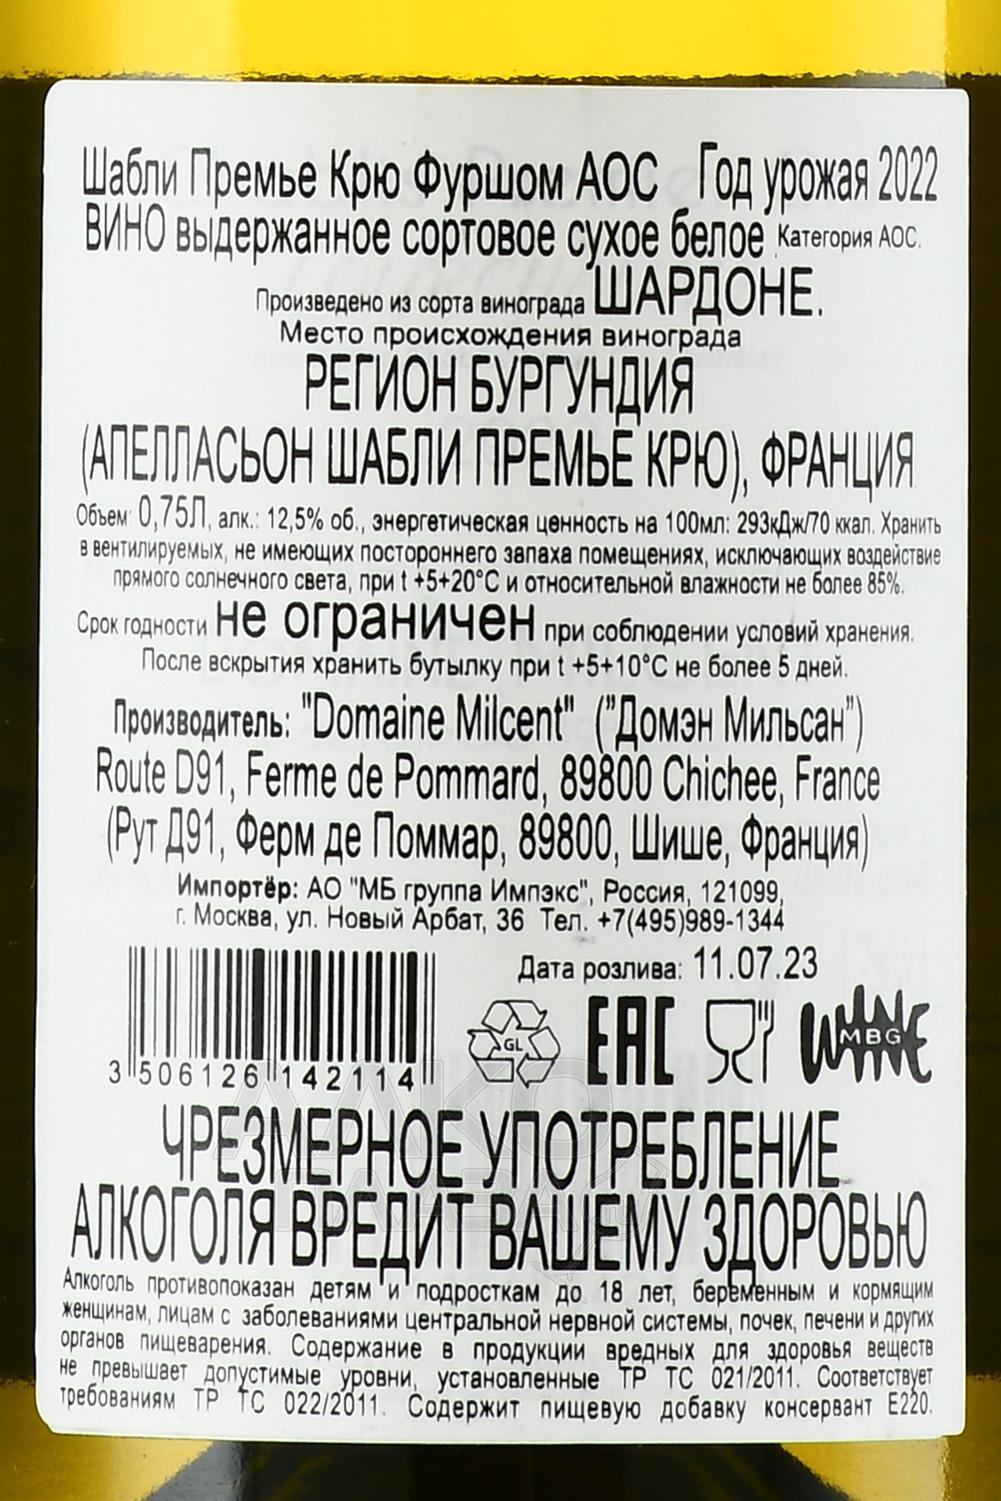 Шабли Премье Крю Фуршом АОС Год урожая 2022
ВИНО выдержанное сортовое сухое белое Категория АОС.
Произведено из сорта винограда ШАРДОНЕ.
Место происхождения винограда
РЕГИОН БУРГУНДИЯ
(АПЕЛЛАСЬОН ШАБЛИ ПРЕМЬЕ КРЮ), ФРАНЦИЯ
Объем 0,75Л, алк.: 12,5% об., энергетическая ценность на 100мл: 293кДж/70 ккал. Хранить
в вентилируемых, не имеющих постороннего запаха помещениях, исключающих воздействие
прямого солнечного света, при t +5+20°С и относительной влажности не более 85%.
Срок годности не ограничен при соблюдении условий хранения.
После вскрытия хранить бутылку при t +5+10°С не более 5 дней.
Производитель: "Domaine Milcent" ("Домэн Мильсан")
Route D91, Ferme de Pommard, 89800 Chichee, France
(Рут Д91, Ферм де Поммар, 89800, Шише, Франция)
Импортёр: АО "МБ группа Импэкс", Россия, 121099,
г. Москва, ул. Новый Арбат, 36 Тел. +7(495)989-1344
Дата розлива: 11.07.23
GL EAC WINE MBG
3 506126 142114
ЧРЕЗМЕРНОЕ УПОТРЕБЛЕНИЕ
АЛКОГОЛЯ ВРЕДИТ ВАШЕМУ ЗДОРОВЬЮ
Алкоголь противопоказан детям и подросткам до 18 лет, беременным и кормящим
женщинам, лицам с заболеваниями центральной нервной системы, почек, печени и других
органов пищеварения. Содержание в продукции вредных для здоровья веществ
не превышает допустимые уровни, установленные ТР ТС 021/2011. Соответствует
требованиям ТР ТС 022/2011. Содержит пищевую добавку консервант Е220.